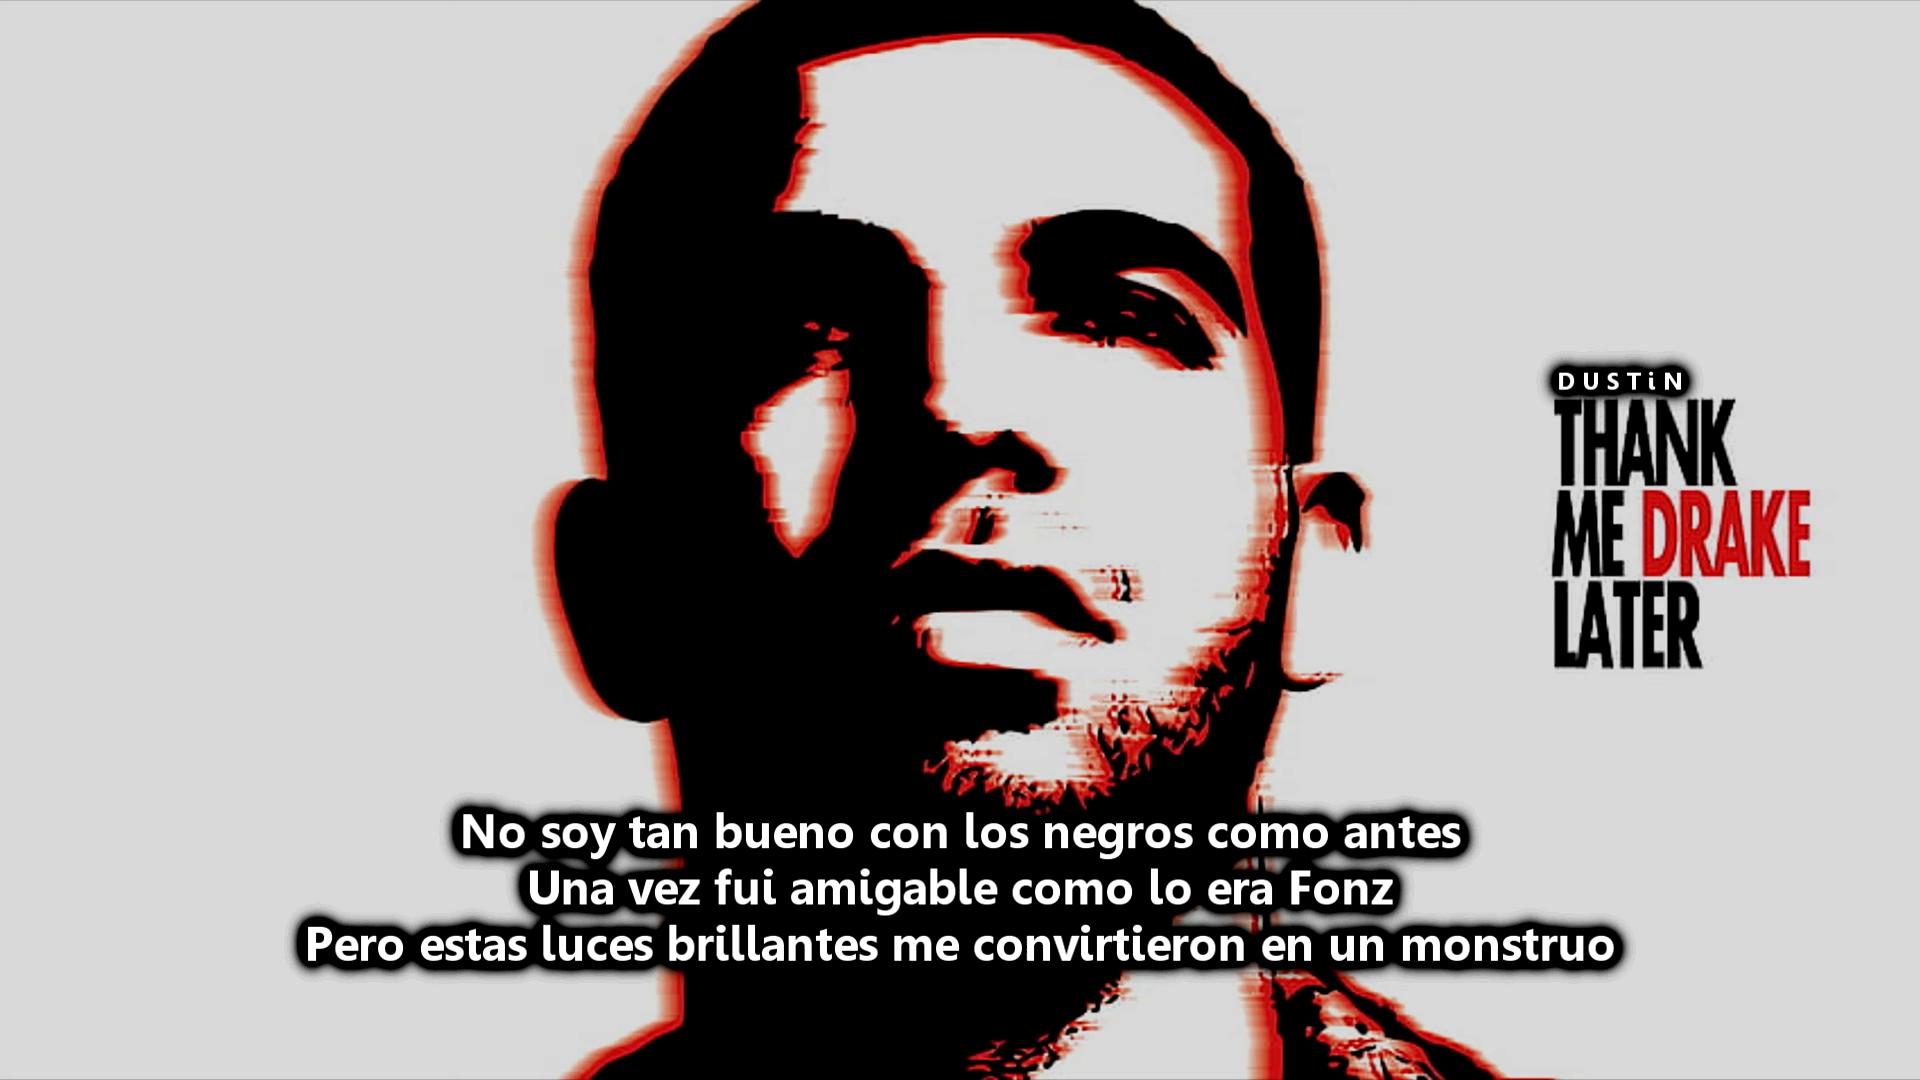 DUSTiN
THANK
ME DRAKE
LATER
No soy tan bueno con los negros como antes
Una vez fui amigable como lo era Fonz
Pero estas luces brillantes me convirtieron en un monstruo